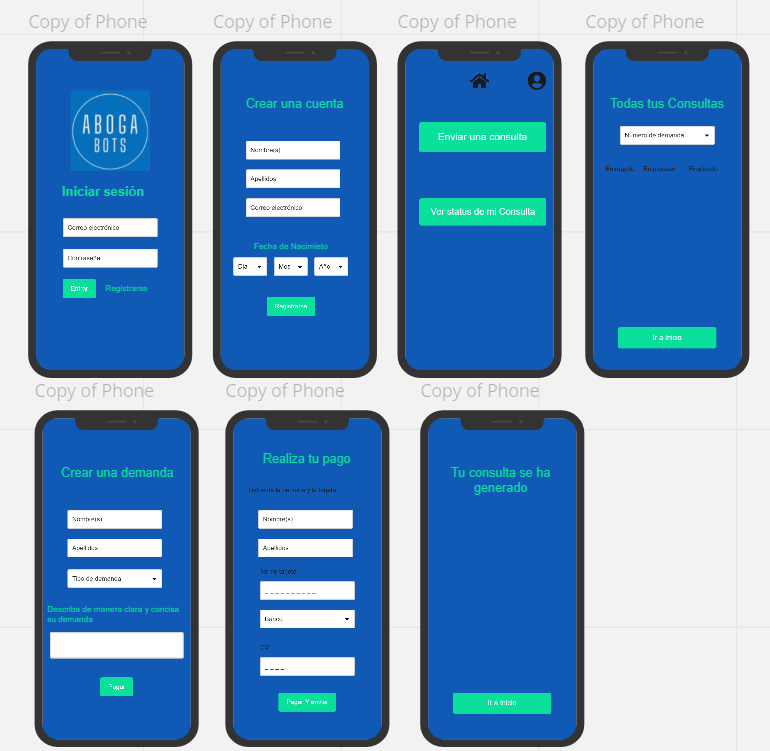 Copy of Phone
ABOGA
BOTS
Iniciar sesión
Correo electrónico
Contraseña
Entrar
Registrarse
Copy of Phone
Crear una cuenta
Nombre(s)
Apellidos
Correo electrónico
Fecha de Nacimieto
Día
Mes
Año
Registrarse
Copy of Phone
Enviar una consulta
Ver status de mi Consulta
Copy of Phone
Todas tus Consultas
Numero de demanda
Entregado En proceso Finalizado
Ir a Inicio
Copy of Phone
Crear una demanda
Nombre(s)
Apellidos
Tipo de demanda
Describa de manera clara y concisa
su demanda
Pagar
Copy of Phone
Realiza tu pago
Datos de la persona y la tarjeta
Nombre(s)
Apellidos
No de tarjeta
_ _ _ _ _ _ _ _ _ _
Banco
_ _ _ _
Pagar Y enviar
Copy of Phone
Tu consulta se ha
generado
Ir a Inicio